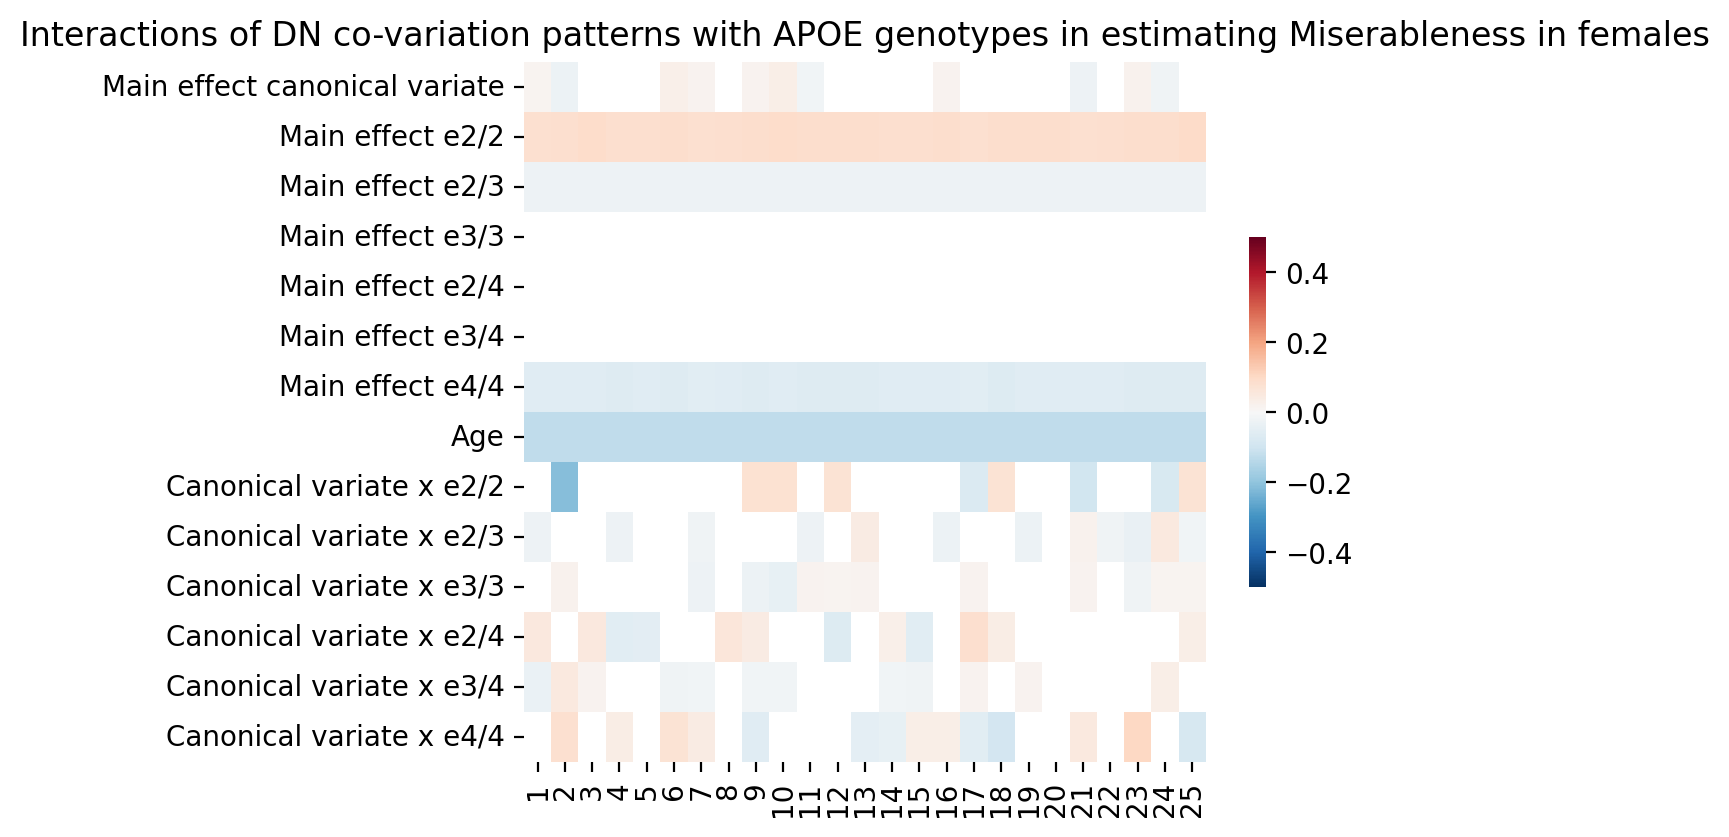 Interactions of DN co-variation patterns with APOE genotypes in estimating Miserableness in females
Main effect canonical variate
Main effect e2/2
Main effect e2/3
Main effect e3/3
Main effect e2/4
Main effect e3/4
Main effect e4/4
Age
Canonical variate x e2/2
Canonical variate x e2/3
Canonical variate x e3/3
Canonical variate x e2/4
Canonical variate x e3/4
Canonical variate x e4/4
1 2 3 4 5 6 7 8 9 10 11 12 13 14 15 16 17 18 19 20 21 22 23 24 25
0.4
0.2
0.0
−0.2
−0.4